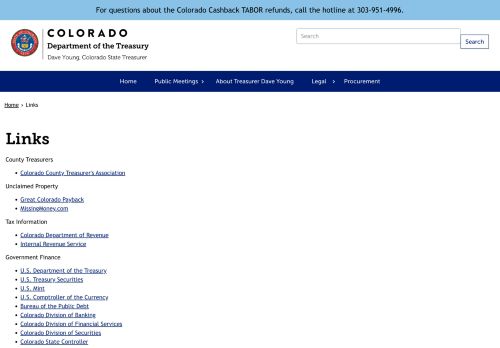 For questions about the Colorado Cashback TABOR refunds, call the hotline at 303-951-4996.
COLORADO
Department of the Treasury
Dave Young, Colorado State Treasurer
Search
Search
Home
Public Meetings ›
About Treasurer Dave Young
Legal ›
Procurement
Home › Links
Links
County Treasurers
• Colorado County Treasurer's Association
Unclaimed Property
• Great Colorado Payback
• MissingMoney.com
Tax Information
• Colorado Department of Revenue
• Internal Revenue Service
Government Finance
• U.S. Department of the Treasury
• U.S. Treasury Securities
• U.S. Mint
• U.S. Comptroller of the Currency
• Bureau of the Public Debt
• Colorado Division of Banking
• Colorado Division of Financial Services
• Colorado Division of Securities
• Colorado State Controller